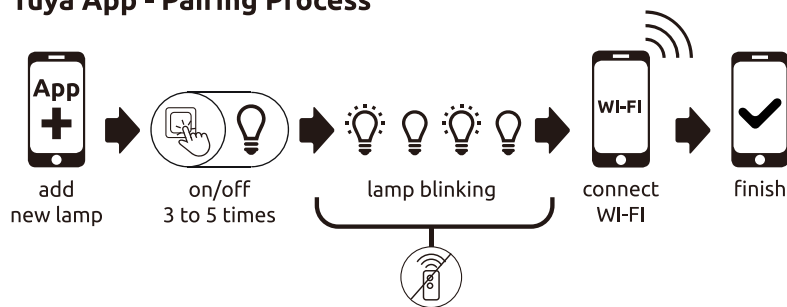 Tuya App - Pairing Process
App
WI-FI
add
new lamp
on/off
3 to 5 times
lamp blinking
connect
WI-FI
finish